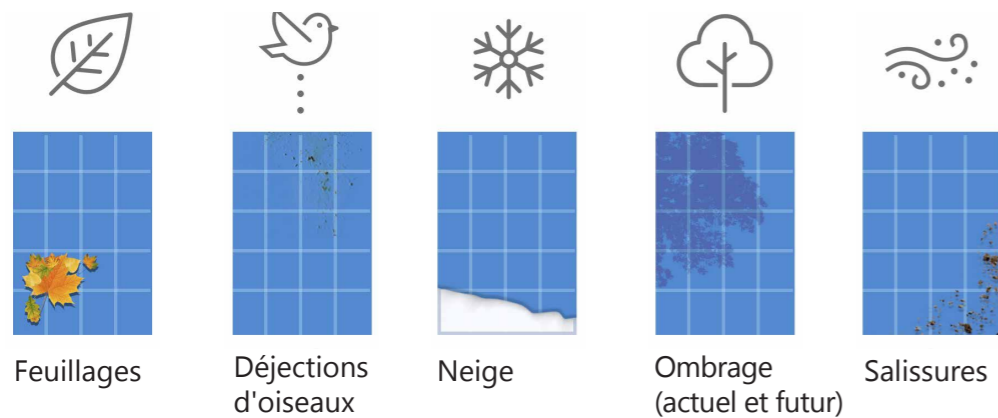 Feuillages
Déjections
d'oiseaux
Neige
Ombrage
(actuel et futur)
Salissures